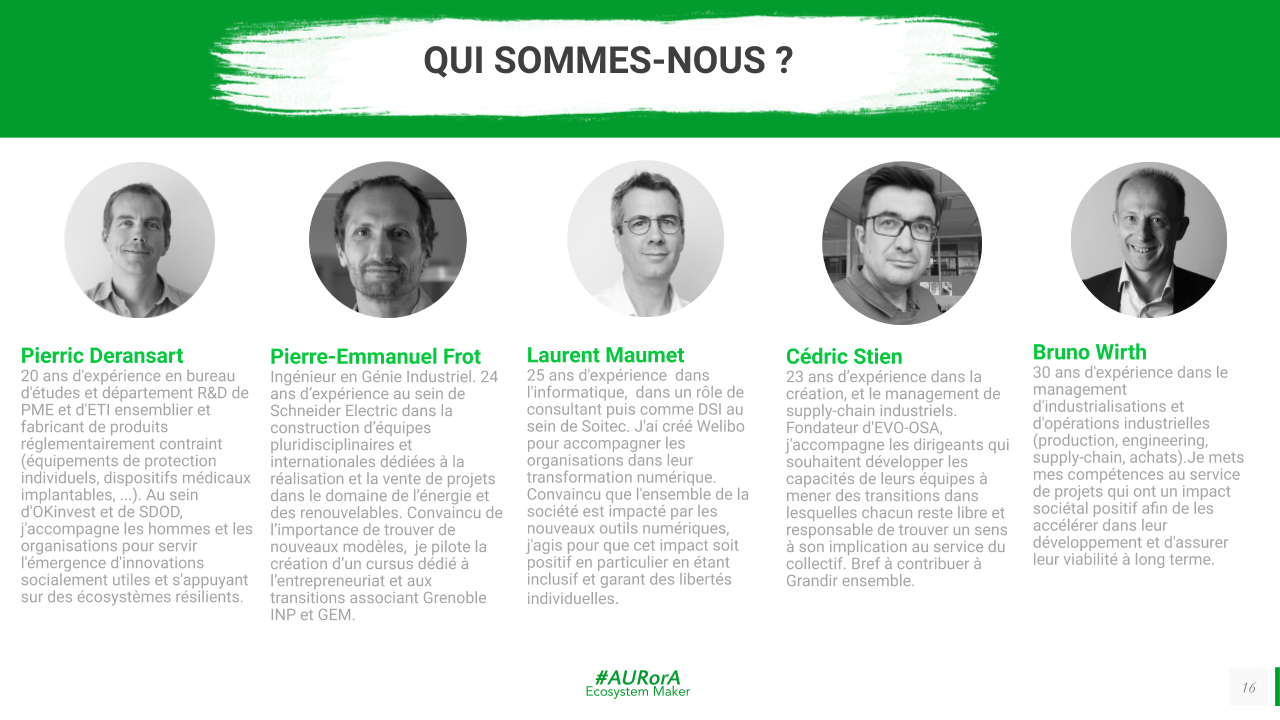 QUI SOMMES-NOUS ?
Pierric Deransart
20 ans d'expérience en bureau
d'études et département R&D de
PME et d'ETI ensemblier et
fabricant de produits
réglementairement contraint
(équipements de protection
individuels, dispositifs médicaux
implantables, ...). Au sein
d'OKinvest et de SDOD,
j'accompagne les hommes et les
organisations pour servir
l'émergence d'innovations
socialement utiles et s'appuyant
sur des écosystèmes résilients.
Pierre-Emmanuel Frot
Ingénieur en Génie Industriel. 24
ans d’expérience au sein de
Schneider Electric dans la
construction d’équipes
pluridisciplinaires et
internationales dédiées à la
réalisation et la vente de projets
dans le domaine de l’énergie et
des renouvelables. Convaincu de
l’importance de trouver de
nouveaux modèles, je pilote la
création d’un cursus dédié à
l’entrepreneuriat et aux
transitions associant Grenoble
INP et GEM.
Laurent Maumet
25 ans d'expérience dans
l'informatique, dans un rôle de
consultant puis comme DSI au
sein de Soitec. J'ai créé Welibo
pour accompagner les
organisations dans leur
transformation numérique.
Convaincu que l'ensemble de la
société est impacté par les
nouveaux outils numériques,
j'agis pour que cet impact soit
positif en particulier en étant
inclusif et garant des libertés
individuelles.
Cédric Stien
23 ans d’expérience dans la
création, et le management de
supply-chain industriels.
Fondateur d'EVO-OSA,
j'accompagne les dirigeants qui
souhaitent développer les
capacités de leurs équipes à
mener des transitions dans
lesquelles chacun reste libre et
responsable de trouver un sens
à son implication au service du
collectif. Bref à contribuer à
Grandir ensemble.
Bruno Wirth
30 ans d'expérience dans le
management
d'industrialisations et
d'opérations industrielles
(production, engineering,
supply-chain, achats).Je mets
mes compétences au service
de projets qui ont un impact
sociétal positif afin de les
accélérer dans leur
développement et d'assurer
leur viabilité à long terme.
#AURorA
Ecosystem Maker
16